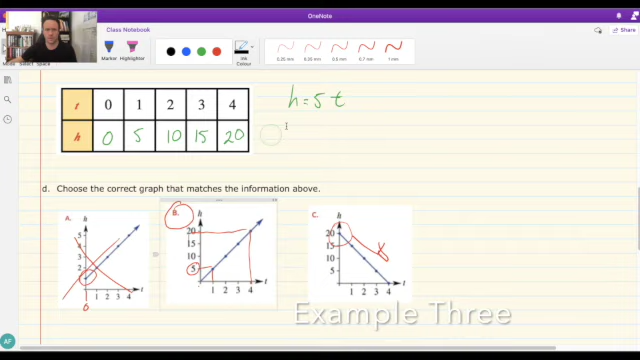 OneNote
Class Notebook
Marker Highlighter Ink Colour 0.25 mm 0.35 mm 0.5 mm 0.7 mm 1 mm
t 0 1 2 3 4
h 0 5 10 15 20
h = 5 t
d. Choose the correct graph that matches the information above.
A. h 5 4 3 2 1 2 3 4 t 0
B. h 20 15 10 5 1 2 3 4 t
C. h 20 15 10 5 1 2 3 4 t
Example Three
AF